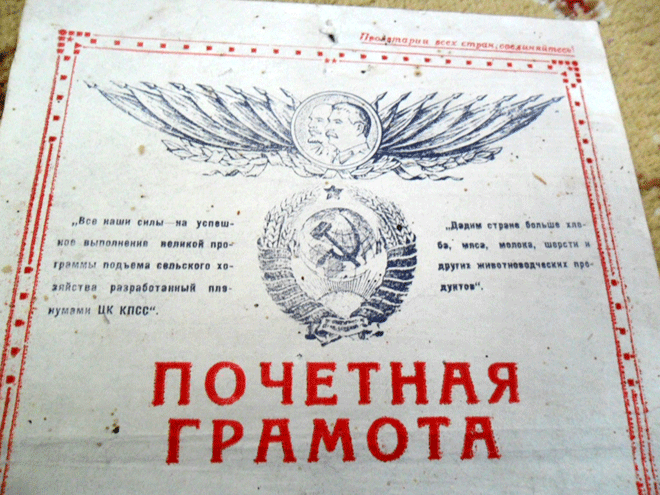 Пролетарии всех стран, соединяйтесь!
„Все наши силы на успеш-
ное выполнение великой про-
граммы подъема сельского хо-
зяйства разработанный пле-
нумами ЦК КПСС“.
„Дадим стране больше хле-
ба, мяса, молока, шерсти и
других животноводческих про-
дуктов“.
ПОЧЕТНАЯ
ГРАМОТА